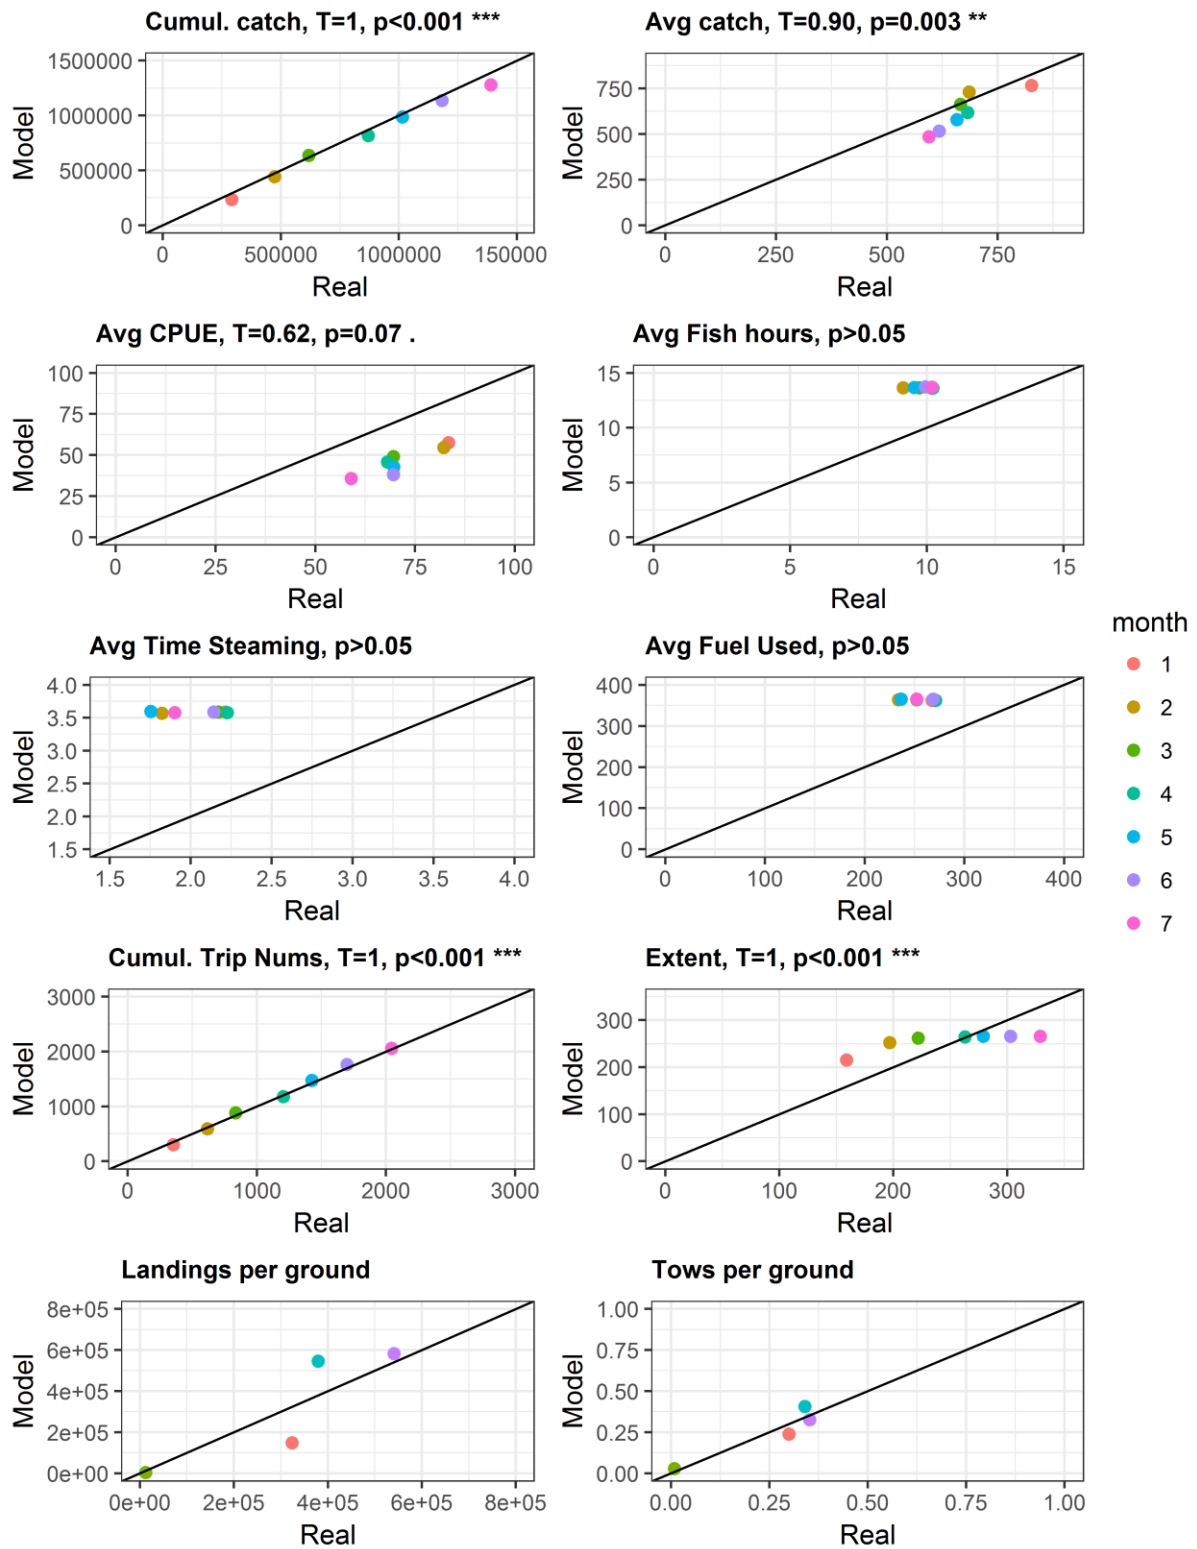 Cumul. catch, T=1, p<0.001 ***
1500000
1000000
500000
0
Model
0 500000 1000000 150000
Real
Avg catch, T=0.90, p=0.003 **
750
500
250
0
Model
0 250 500 750
Real
Avg CPUE, T=0.62, p=0.07 .
100
75
50
25
0
Model
0 25 50 75 100
Real
Avg Fish hours, p>0.05
15
10
5
0
Model
0 5 10 15
Real
Avg Time Steaming, p>0.05
4.0
3.5
3.0
2.5
2.0
1.5
Model
1.5 2.0 2.5 3.0 3.5 4.0
Real
Avg Fuel Used, p>0.05
400
300
200
100
0
Model
0 100 200 300 400
Real
month
1
2
3
4
5
6
7
Cumul. Trip Nums, T=1, p<0.001 ***
3000
2000
1000
0
Model
0 1000 2000 3000
Real
Extent, T=1, p<0.001 ***
300
200
100
0
Model
0 100 200 300
Real
Landings per ground
8e+05
6e+05
4e+05
2e+05
0e+00
Model
0e+00 2e+05 4e+05 6e+05 8e+05
Real
Tows per ground
1.00
0.75
0.50
0.25
0.00
Model
0.00 0.25 0.50 0.75 1.00
Real